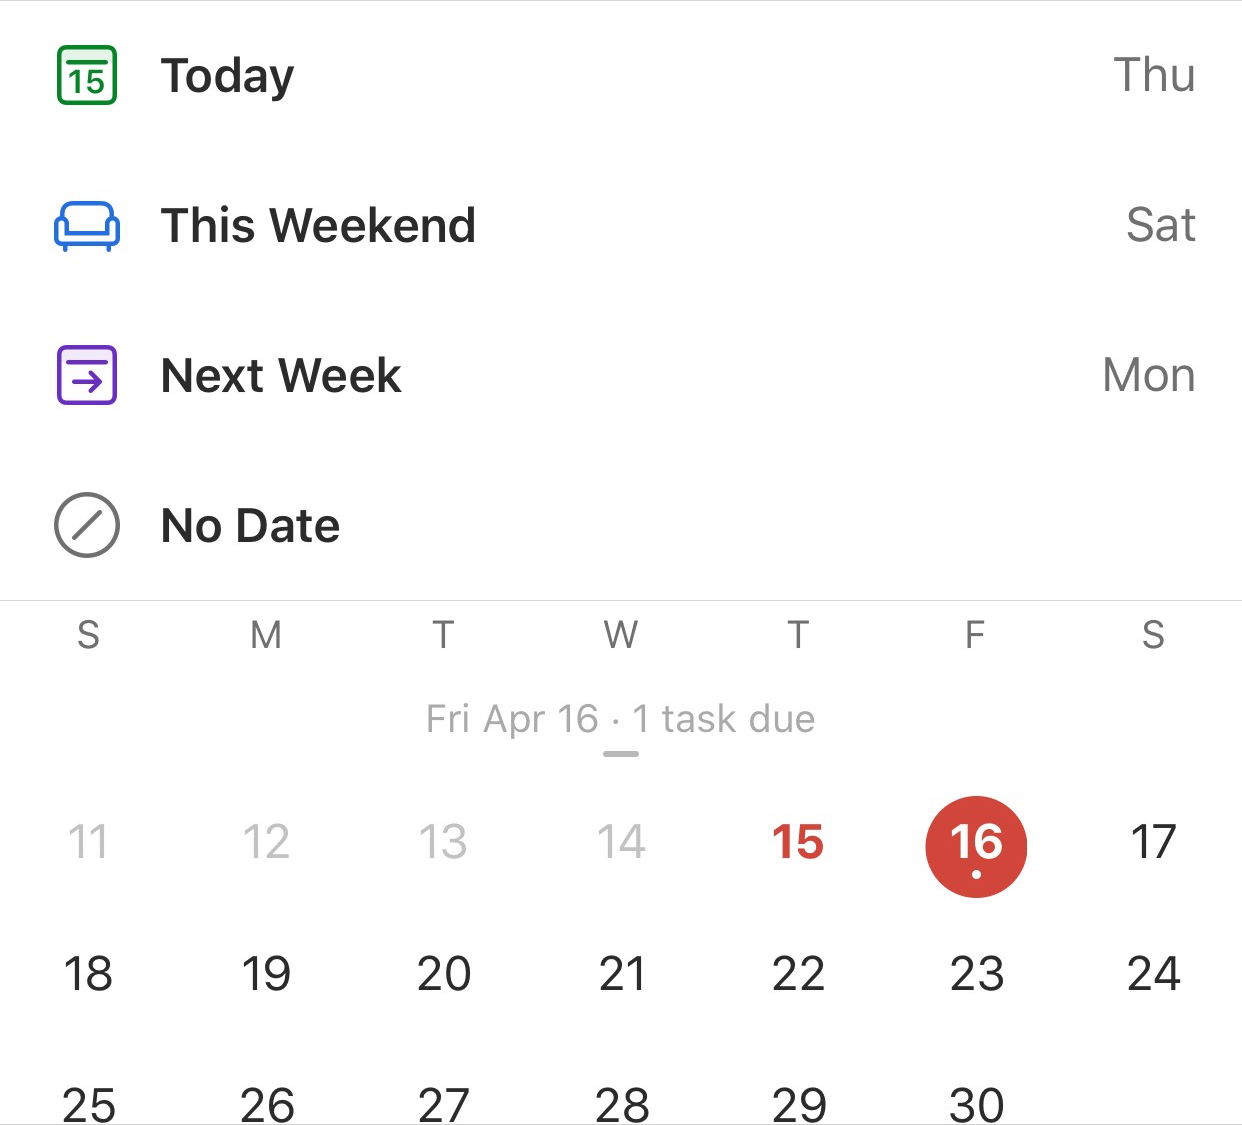 15 Today Thu
This Weekend Sat
Next Week Mon
No Date
S M T W T F S
Fri Apr 16 · 1 task due
11 12 13 14 15 16 17
18 19 20 21 22 23 24
25 26 27 28 29 30